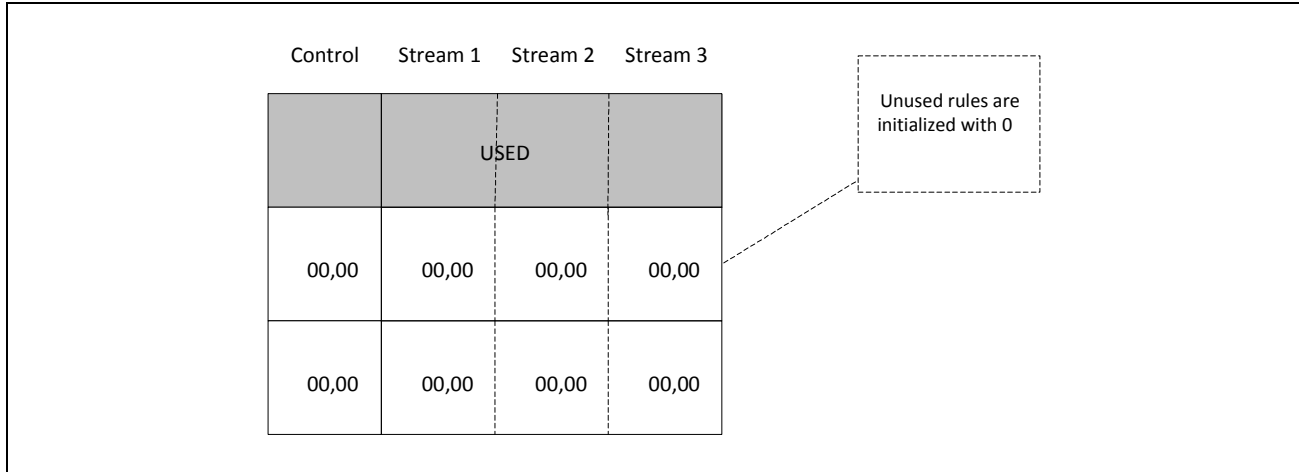 Control Stream 1 Stream 2 Stream 3
Unused rules are
initialized with 0
USED
00,00 00,00 00,00 00,00
00,00 00,00 00,00 00,00